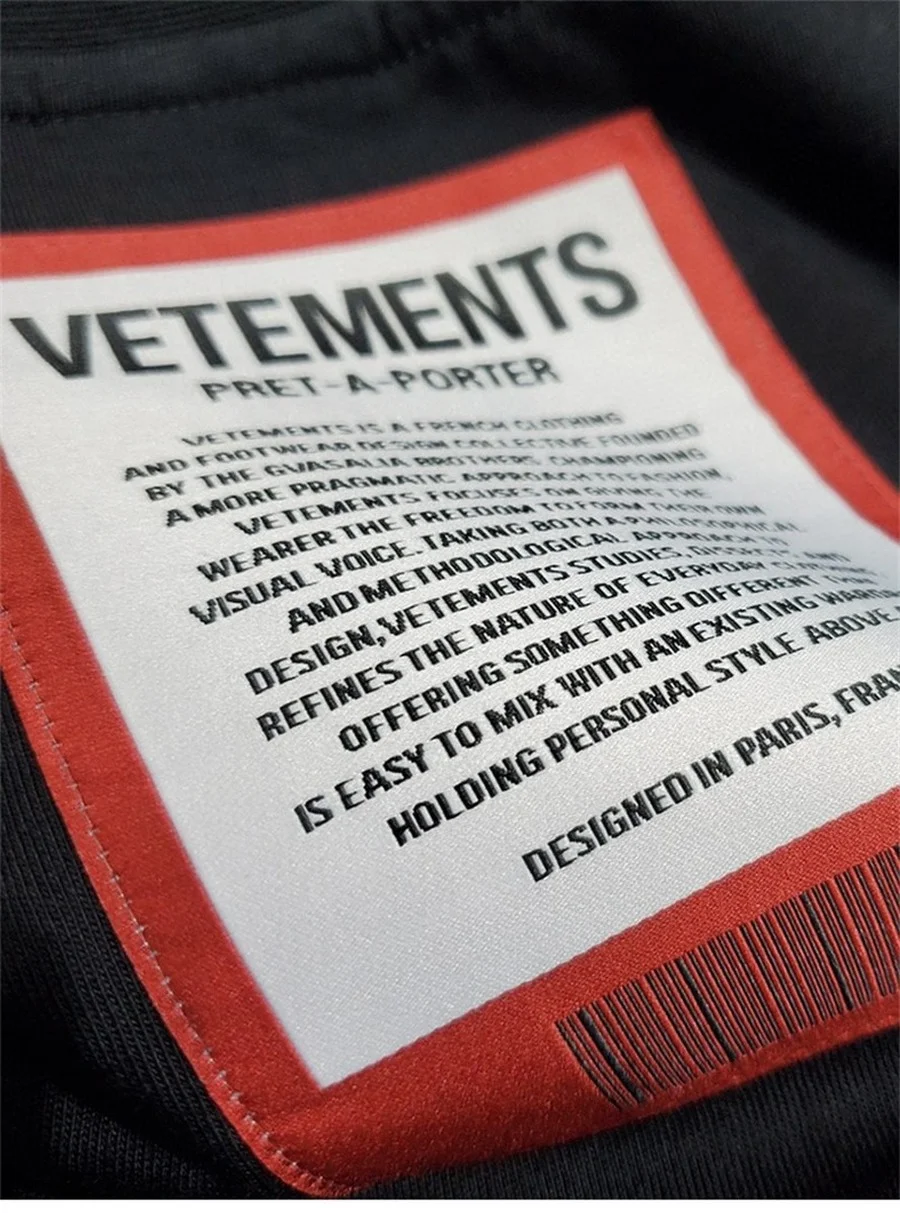 VETEMENTS
PRET-A-PORTER
VETEMENTS IS A FRENCH CLOTHING
AND FOOTWEAR DESIGN COLLECTIVE FOUNDED
BY THE GVASALIA BROTHERS. CHAMPIONING
A MORE PRAGMATIC APPROACH TO FASHION,
VETEMENTS FOCUSES ON GIVING THE
WEARER THE FREEDOM TO FORM THEIR OWN
VISUAL VOICE. TAKING BOTH A PHILOSOPHICAL
AND METHODOLOGICAL APPROACH TO
DESIGN, VETEMENTS STUDIES, DISSECTS AND
REFINES THE NATURE OF EVERYDAY CLOTHING
OFFERING SOMETHING DIFFERENT THAT
IS EASY TO MIX WITH AN EXISTING
HOLDING PERSONAL STYLE ABOVE
DESIGNED IN PARIS,